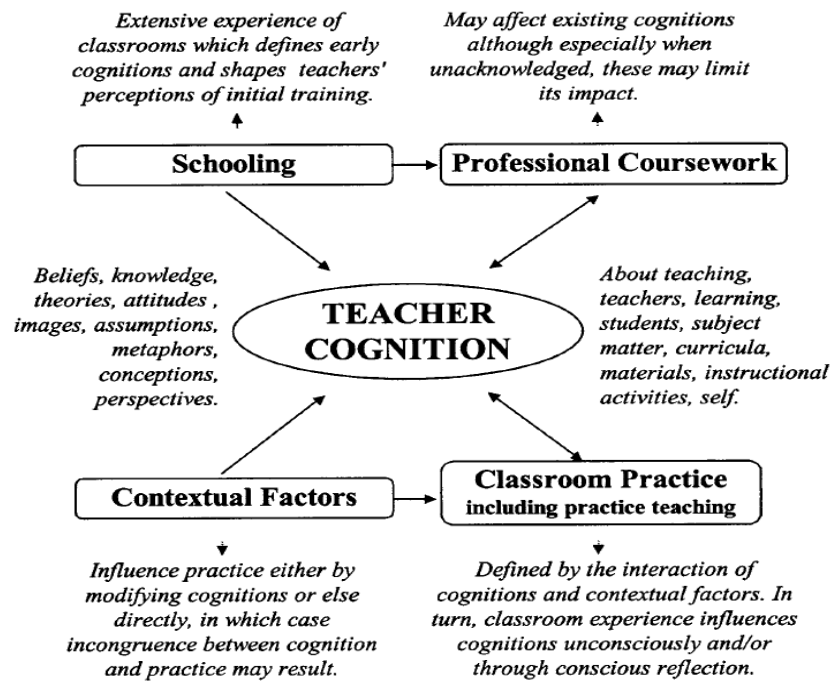 Extensive experience of
classrooms which defines early
cognitions and shapes teachers'
perceptions of initial training.
May affect existing cognitions
although especially when
unacknowledged, these may limit
its impact.
Schooling
Professional Coursework
Beliefs, knowledge,
theories, attitudes ,
images, assumptions,
metaphors,
conceptions,
perspectives.
TEACHER
COGNITION
About teaching,
teachers, learning,
students, subject
matter, curricula,
materials, instructional
activities, self.
Contextual Factors
Classroom Practice
including practice teaching
Influence practice either by
modifying cognitions or else
directly, in which case
incongruence between cognition
and practice may result.
Defined by the interaction of
cognitions and contextual factors. In
turn, classroom experience influences
cognitions unconsciously and/or
through conscious reflection.